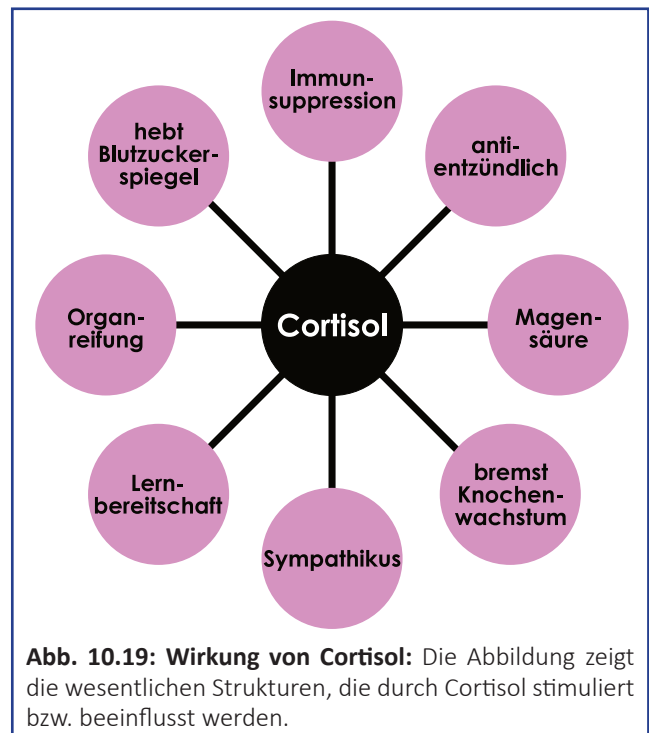 Immun-
suppression
hebt
Blutzucker-
spiegel
anti-
entzündlich
Organ-
reifung
Cortisol
Magen-
säure
Lern-
bereitschaft
bremst
Knochen-
wachstum
Sympathikus
Abb. 10.19: Wirkung von Cortisol: Die Abbildung zeigt
die wesentlichen Strukturen, die durch Cortisol stimuliert
bzw. beeinflusst werden.